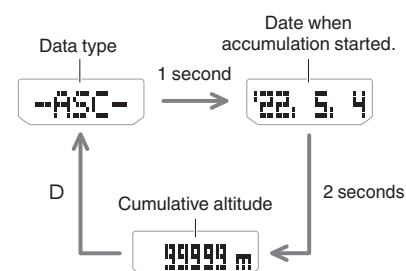 Data type
Date when
accumulation started.
1 second
-ASC-
'22. 5. 4
D
2 seconds
Cumulative altitude
99999 m